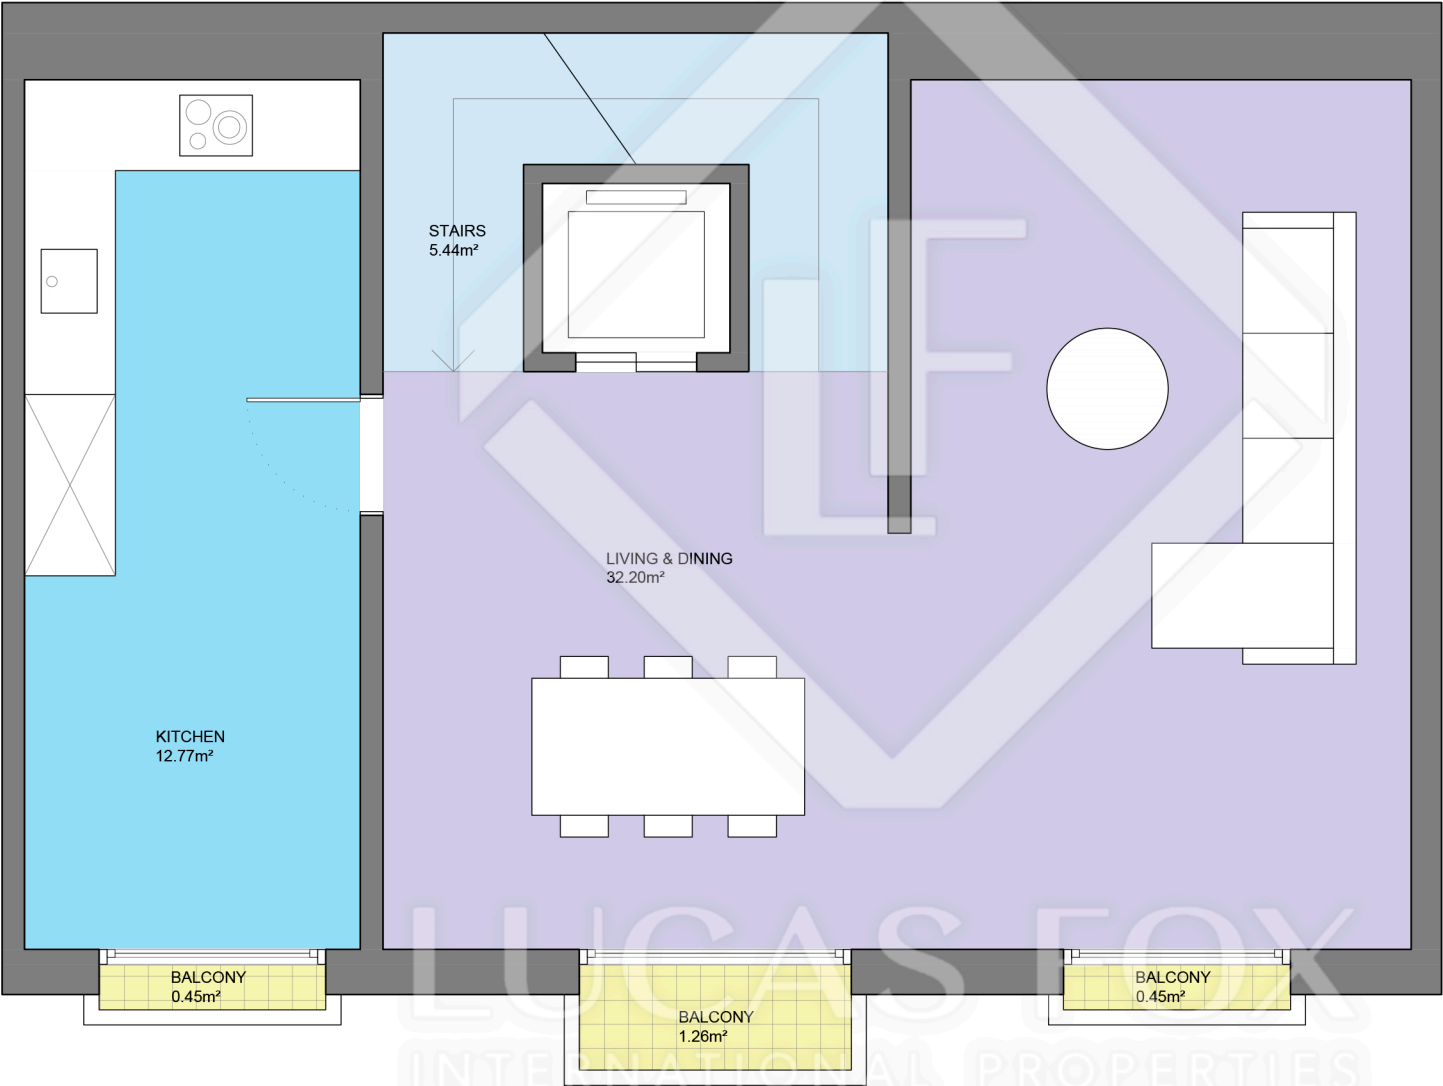 STAIRS
5.44m²
LIVING & DINING
32.20m²
KITCHEN
12.77m²
BALCONY
0.45m²
BALCONY
1.26m²
BALCONY
0.45m²
LF
LUCAS FOX
INTERNATIONAL PROPERTIES